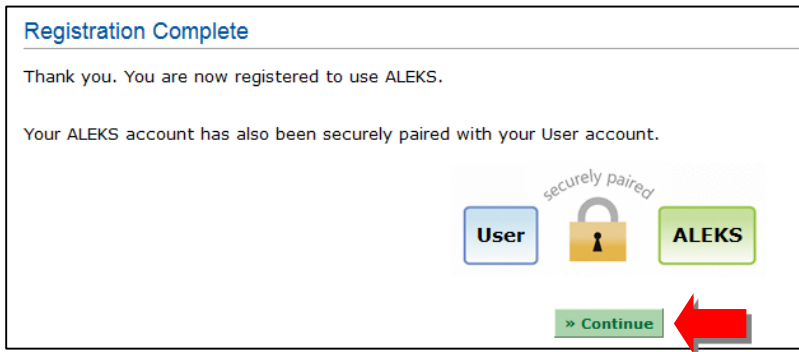 Registration Complete
Thank you. You are now registered to use ALEKS.
Your ALEKS account has also been securely paired with your User account.
securely paired
User
ALEKS
» Continue